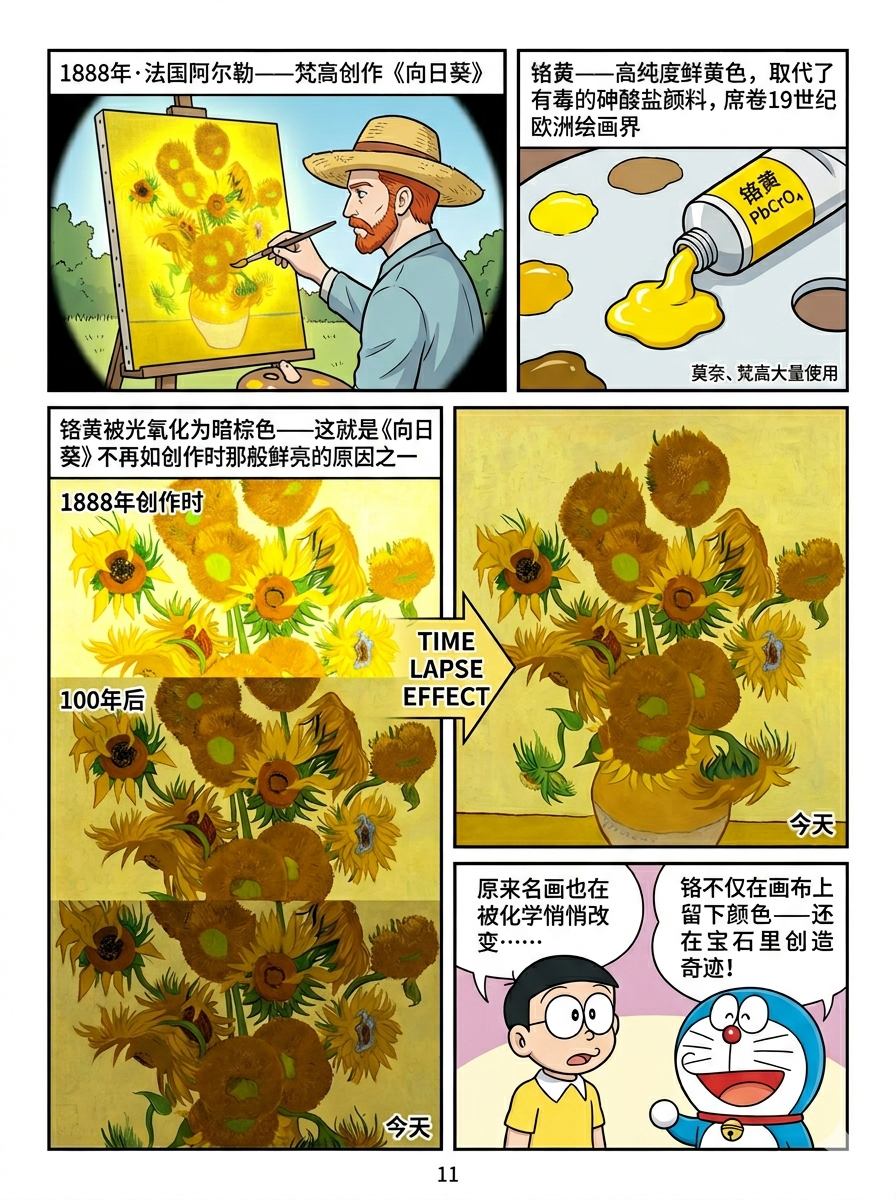 1888年·法国阿尔勒——梵高创作《向日葵》
铬黄——高纯度鲜黄色，取代了
有毒的砷酸盐颜料，席卷19世纪
欧洲绘画界
铬黄
PbCrO₄
莫奈、梵高大量使用
铬黄被光氧化为暗棕色——这就是《向日
葵》不再如创作时那般鲜亮的原因之一
1888年创作时
TIME
LAPSE
EFFECT
100年后
今天
今天
原来名画也在
被化学悄悄改
变……
铬不仅在画布上
留下颜色——还
在宝石里创造
奇迹！
11